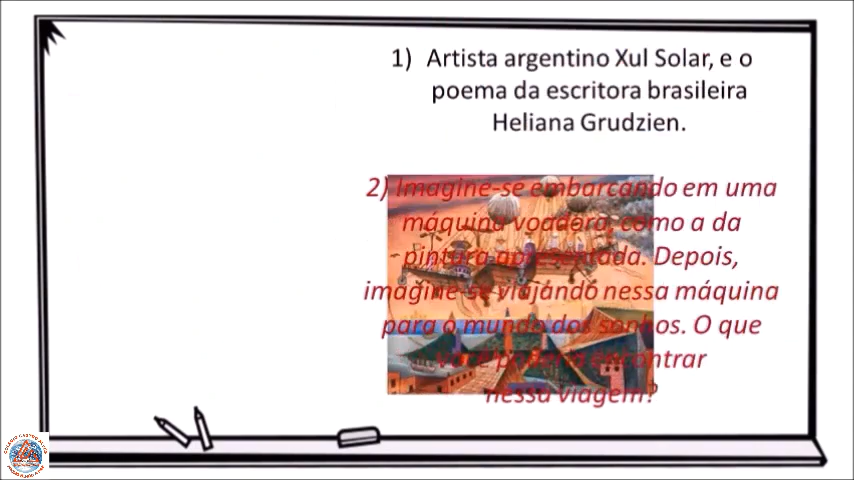 1) Artista argentino Xul Solar, e o
poema da escritora brasileira
Heliana Grudzien.
2) Imagine-se embarcando em uma
máquina voadora, como a da
pintura apresentada. Depois,
imagine-se viajando nessa máquina
para o mundo dos sonhos. O que
você poderia encontrar
nessa viagem?